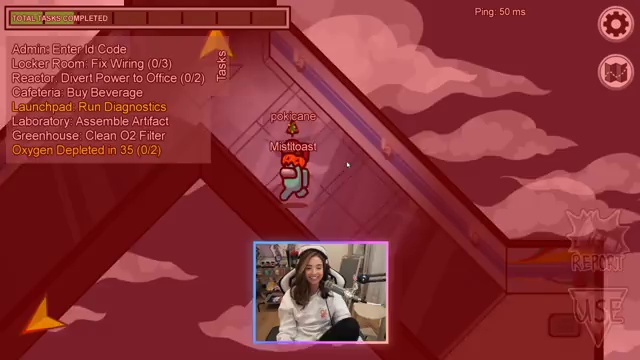 TOTAL TASKS COMPLETED
Ping: 50 ms
Admin: Enter Id Code
Locker Room: Fix Wiring (0/3)
Reactor: Divert Power to Office (0/2)
Cafeteria: Buy Beverage
Launchpad: Run Diagnostics
Laboratory: Assemble Artifact
Greenhouse: Clean O2 Filter
Oxygen Depleted in 35 (0/2)
Tasks
pokicane
Mistltoast
REPORT
USE